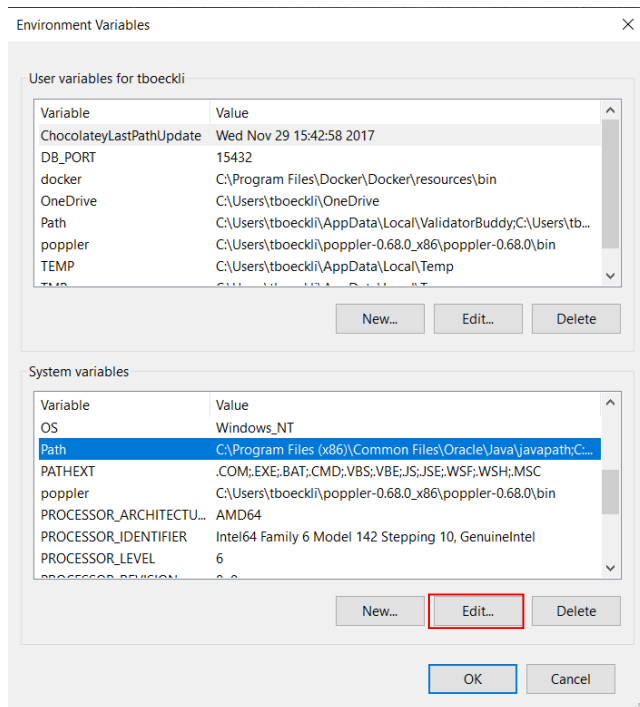 Environment Variables
User variables for tboeckli
Variable Value
ChocolateyLastPathUpdate Wed Nov 29 15:42:58 2017
DB_PORT 15432
docker C:\Program Files\Docker\Docker\resources\bin
OneDrive C:\Users\tboeckli\OneDrive
Path C:\Users\tboeckli\AppData\Local\ValidatorBuddy;C:\Users\tb...
poppler C:\Users\tboeckli\poppler-0.68.0_x86\poppler-0.68.0\bin
TEMP C:\Users\tboeckli\AppData\Local\Temp
New... Edit... Delete
System variables
Variable Value
OS Windows_NT
Path C:\Program Files (x86)\Common Files\Oracle\Java\javapath;C:...
PATHEXT .COM;.EXE;.BAT;.CMD;.VBS;.VBE;.JS;.JSE;.WSF;.WSH;.MSC
poppler C:\Users\tboeckli\poppler-0.68.0_x86\poppler-0.68.0\bin
PROCESSOR_ARCHITECTU... AMD64
PROCESSOR_IDENTIFIER Intel64 Family 6 Model 142 Stepping 10, GenuineIntel
PROCESSOR_LEVEL 6
New... Edit... Delete
OK Cancel